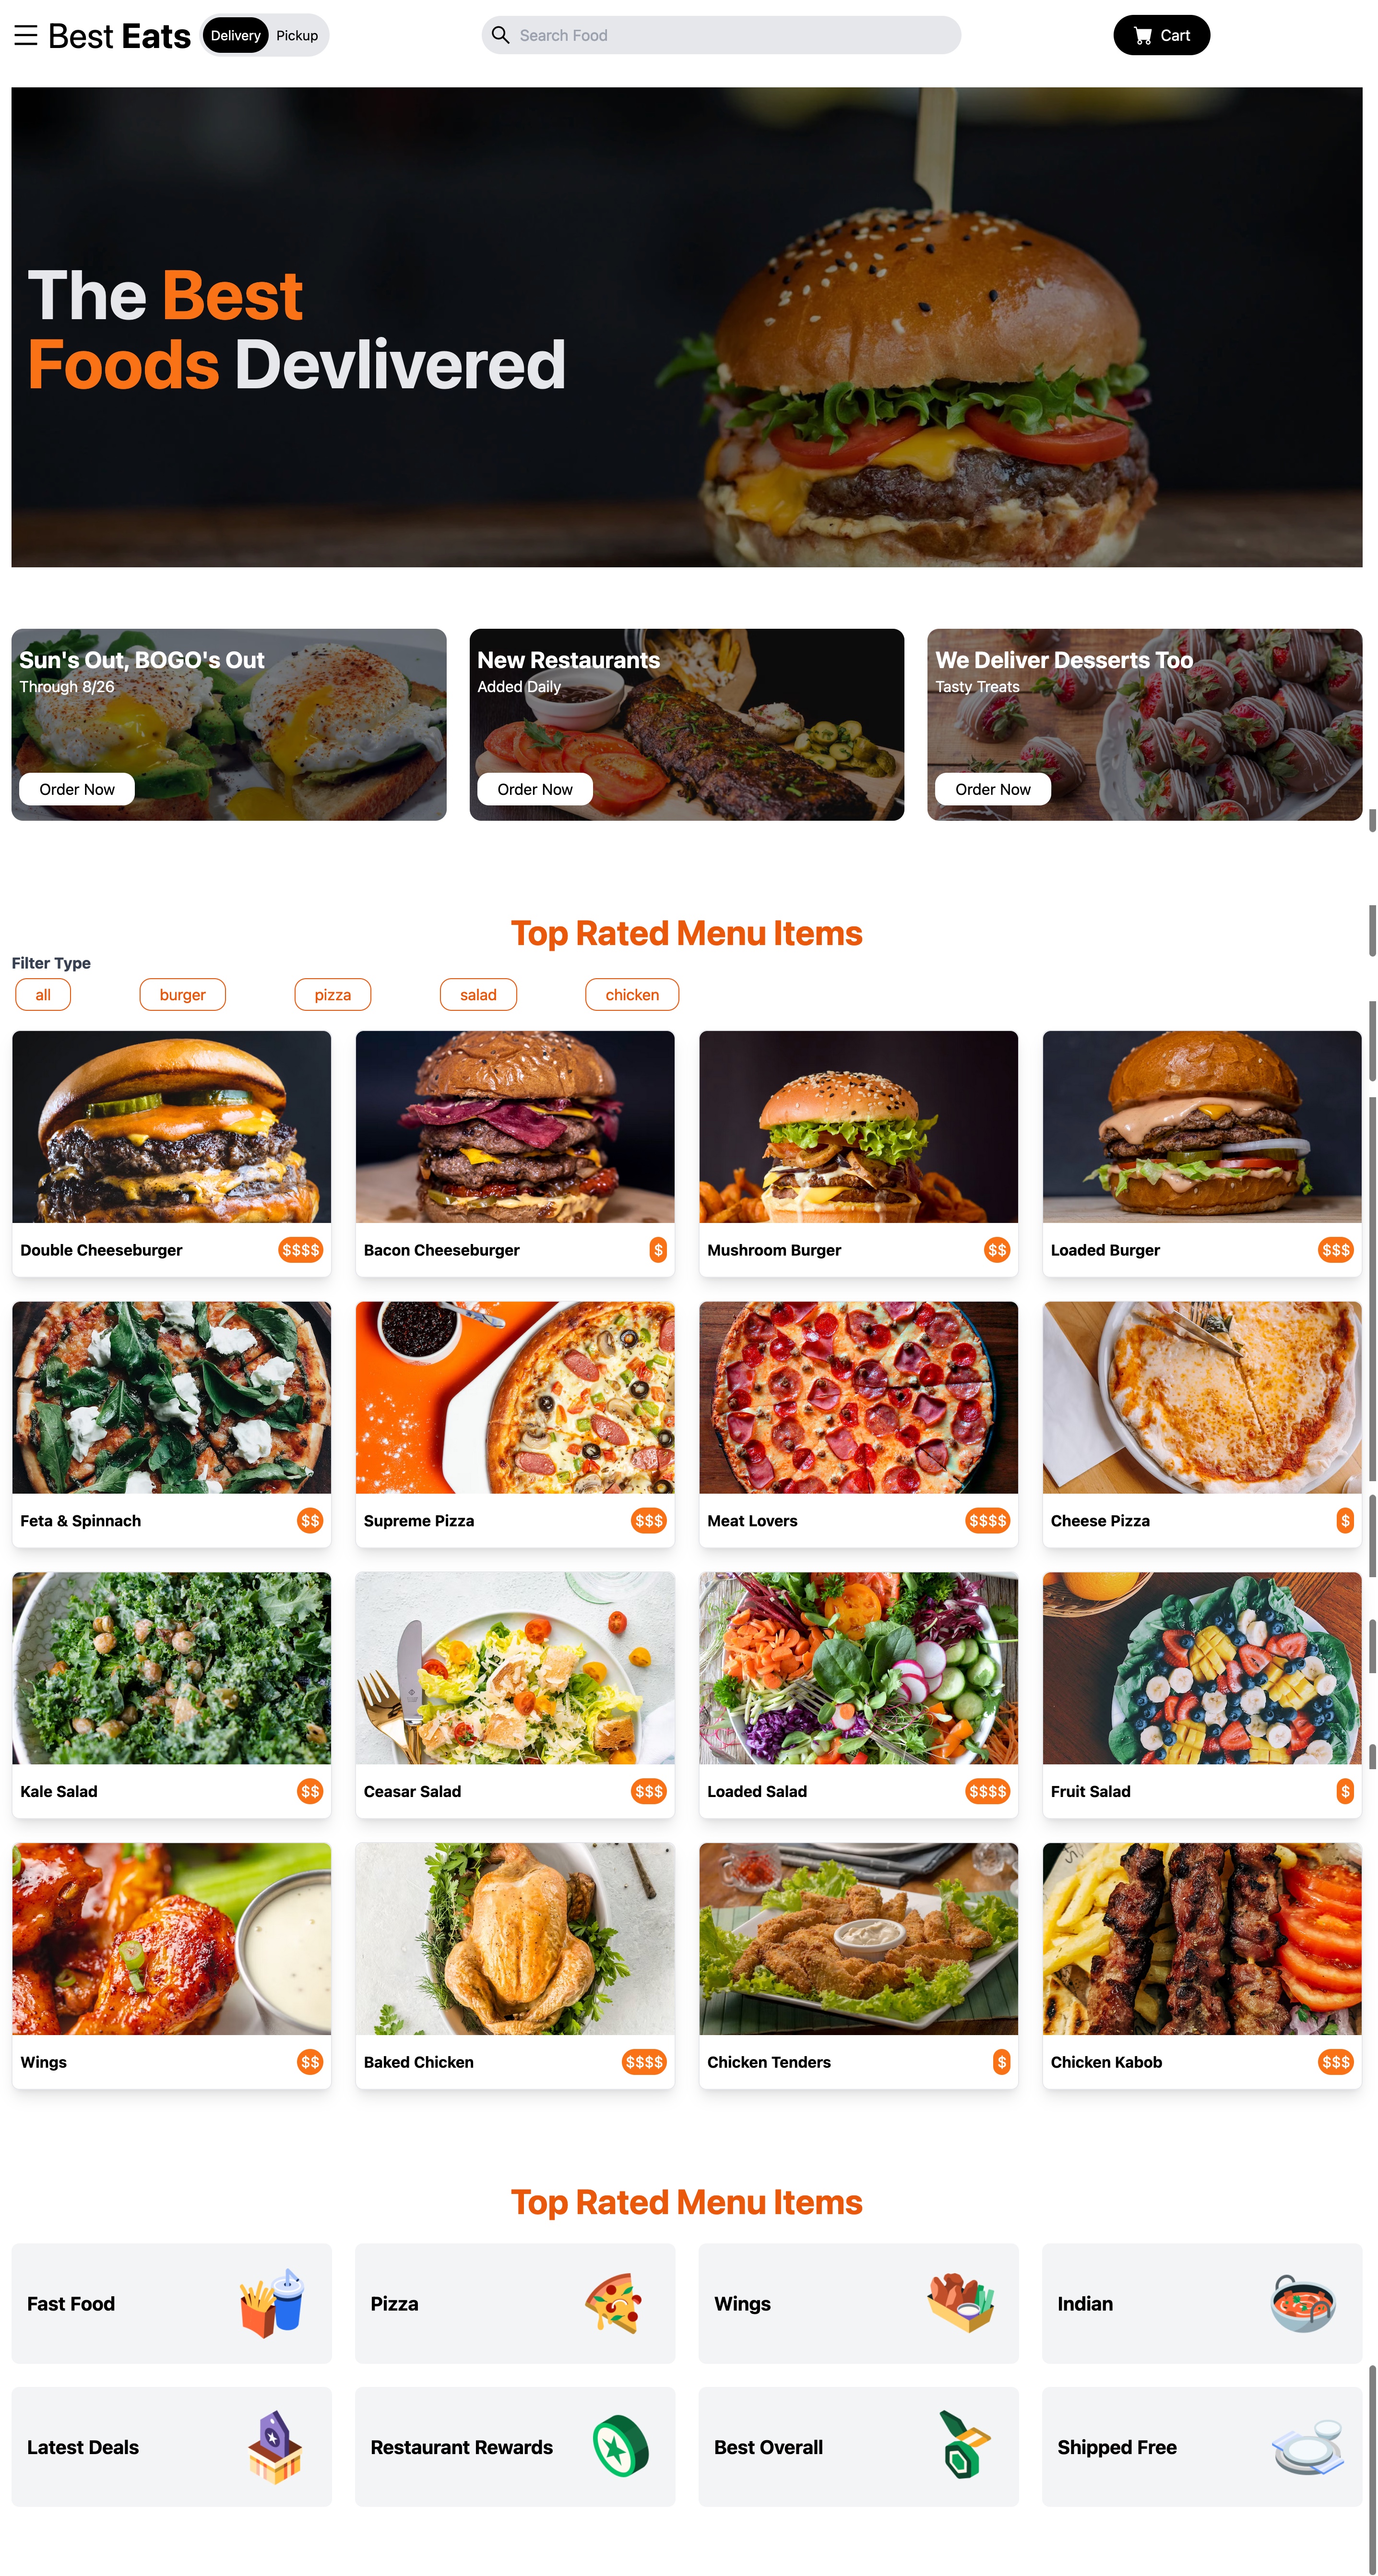 Best Eats
Delivery Pickup
Search Food
Cart
The Best
Foods Devlivered
Sun's Out, BOGO's Out
Through 8/26
Order Now
New Restaurants
Added Daily
Order Now
We Deliver Desserts Too
Tasty Treats
Order Now
Top Rated Menu Items
Filter Type
all burger pizza salad chicken
Double Cheeseburger $$$$
Bacon Cheeseburger $
Mushroom Burger $$
Loaded Burger $$$
Feta & Spinnach $$
Supreme Pizza $$$
Meat Lovers $$$$
Cheese Pizza $
Kale Salad $$
Ceasar Salad $$$
Loaded Salad $$$$
Fruit Salad $
Wings $$
Baked Chicken $$$$
Chicken Tenders $
Chicken Kabob $$$
Top Rated Menu Items
Fast Food
Pizza
Wings
Indian
Latest Deals
Restaurant Rewards
Best Overall
Shipped Free